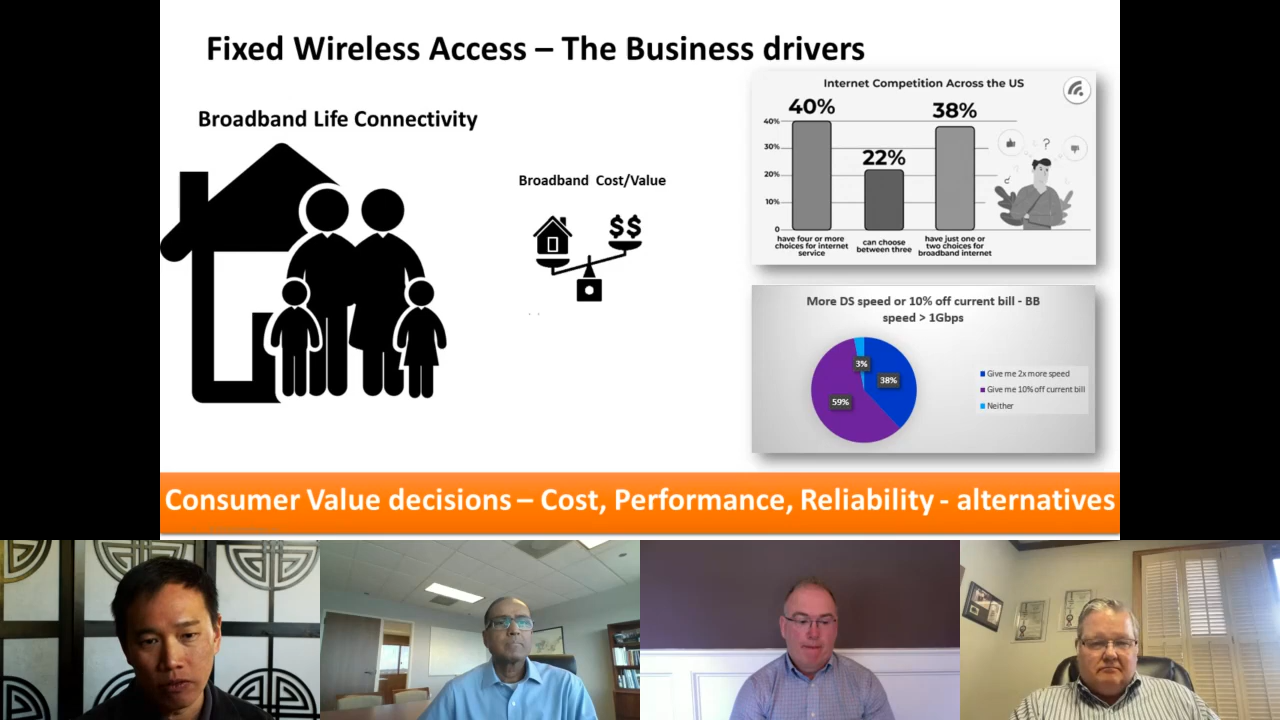 Fixed Wireless Access – The Business drivers
Broadband Life Connectivity
Broadband Cost/Value
$$
Internet Competition Across the US
40%
22%
38%
40%
30%
20%
10%
0
have four or more
choices for internet
service
can choose
between three
have just one or
two choices for
broadband internet
?
?
More DS speed or 10% off current bill - BB
speed > 1Gbps
3%
38%
59%
Give me 2x more speed
Give me 10% off current bill
Neither
Consumer Value decisions – Cost, Performance, Reliability - alternatives